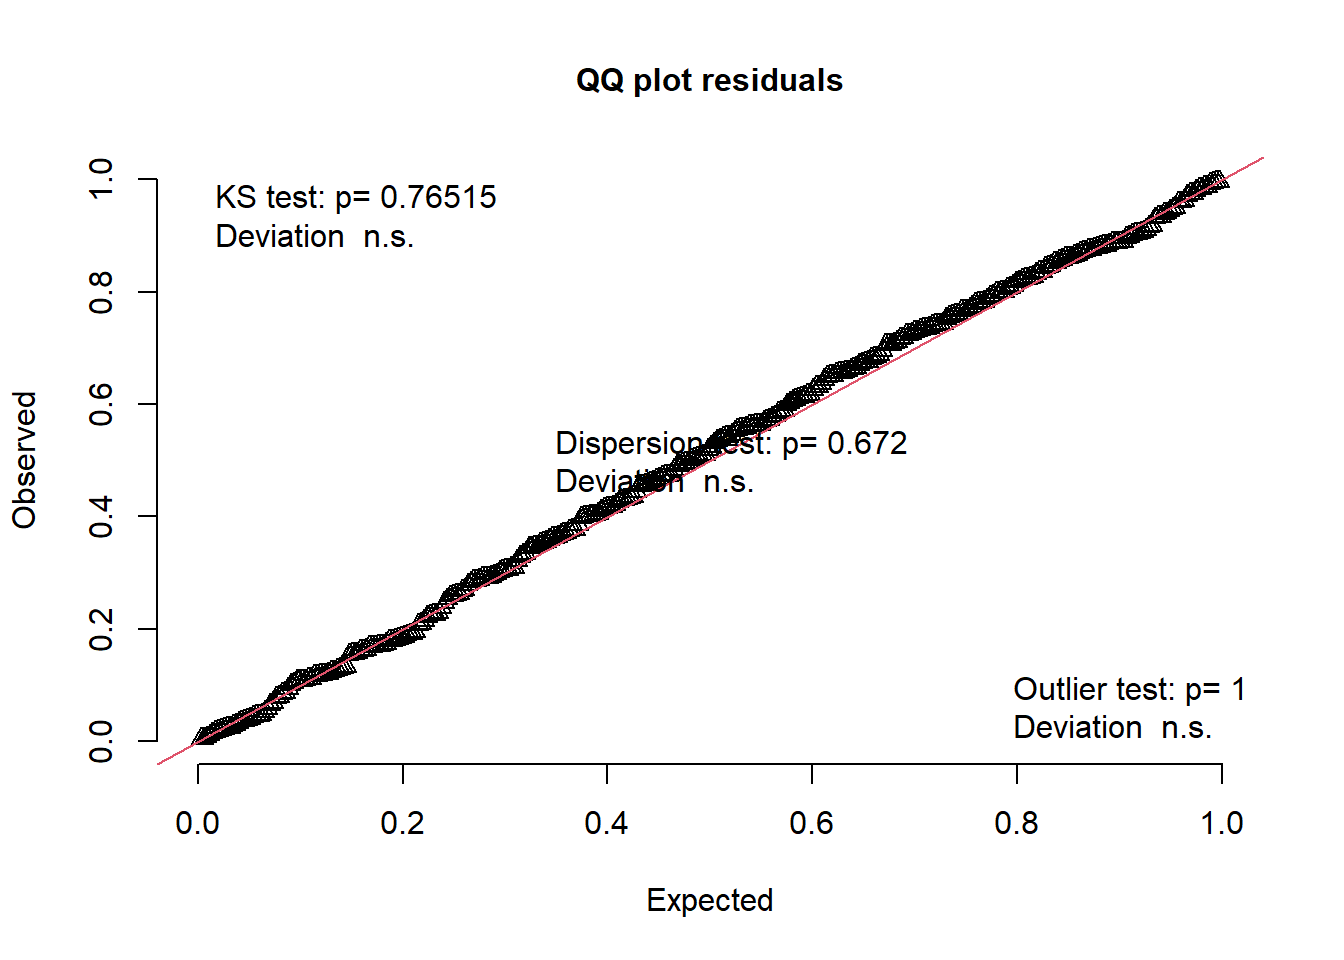 QQ plot residuals
KS test: p= 0.76515
Deviation  n.s.
Dispersion test: p= 0.672
Deviation  n.s.
Outlier test: p= 1
Deviation  n.s.
Observed
1.0
0.8
0.6
0.4
0.2
0.0
0.0 0.2 0.4 0.6 0.8 1.0
Expected